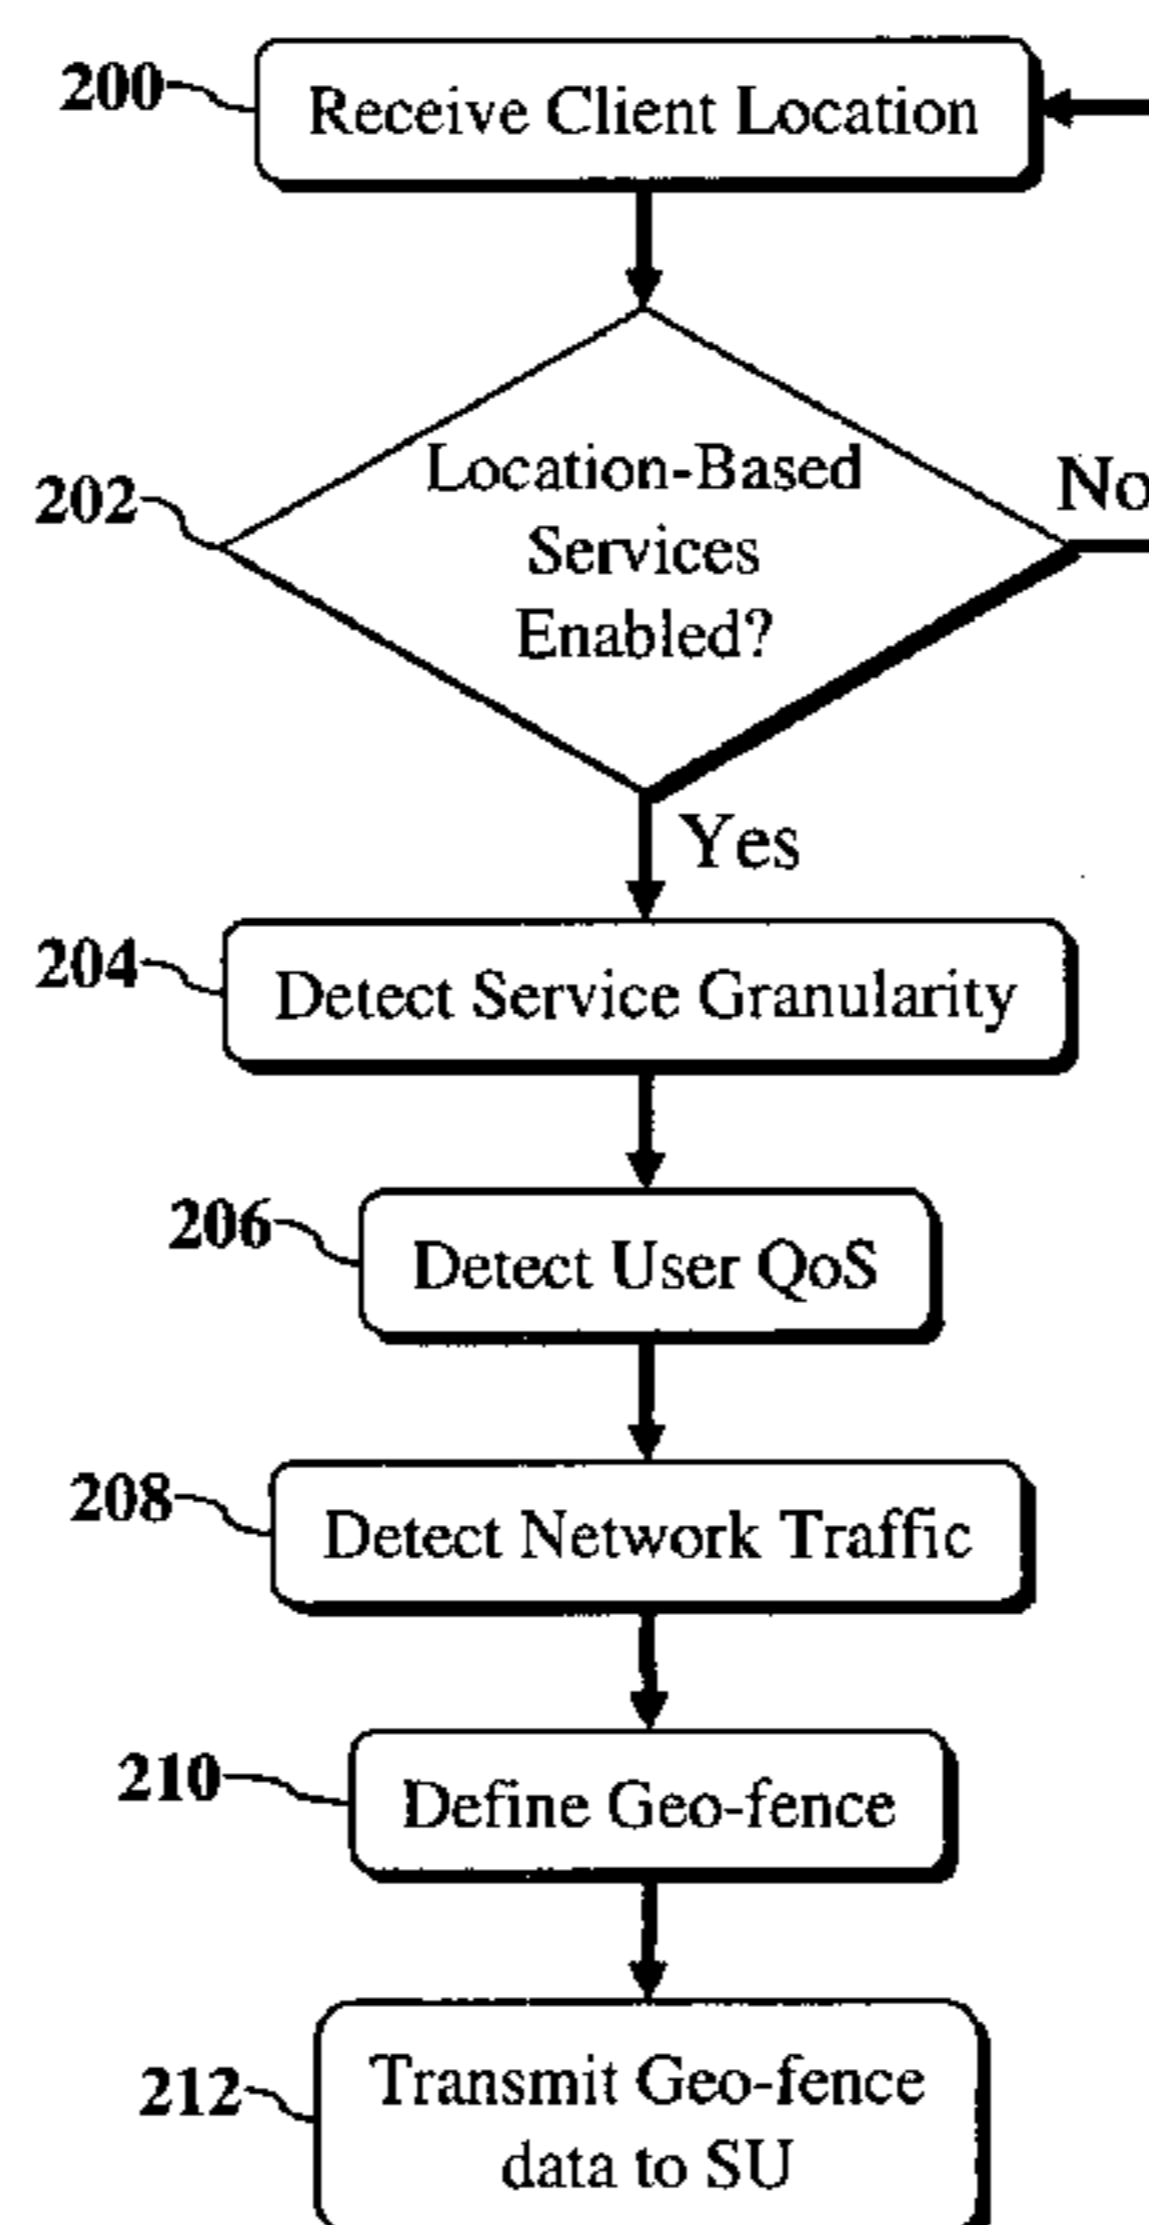 200
Receive Client Location
202
Location-Based
Services
Enabled?
No
Yes
204
Detect Service Granularity
206
Detect User QoS
208
Detect Network Traffic
210
Define Geo-fence
212
Transmit Geo-fence
data to SU